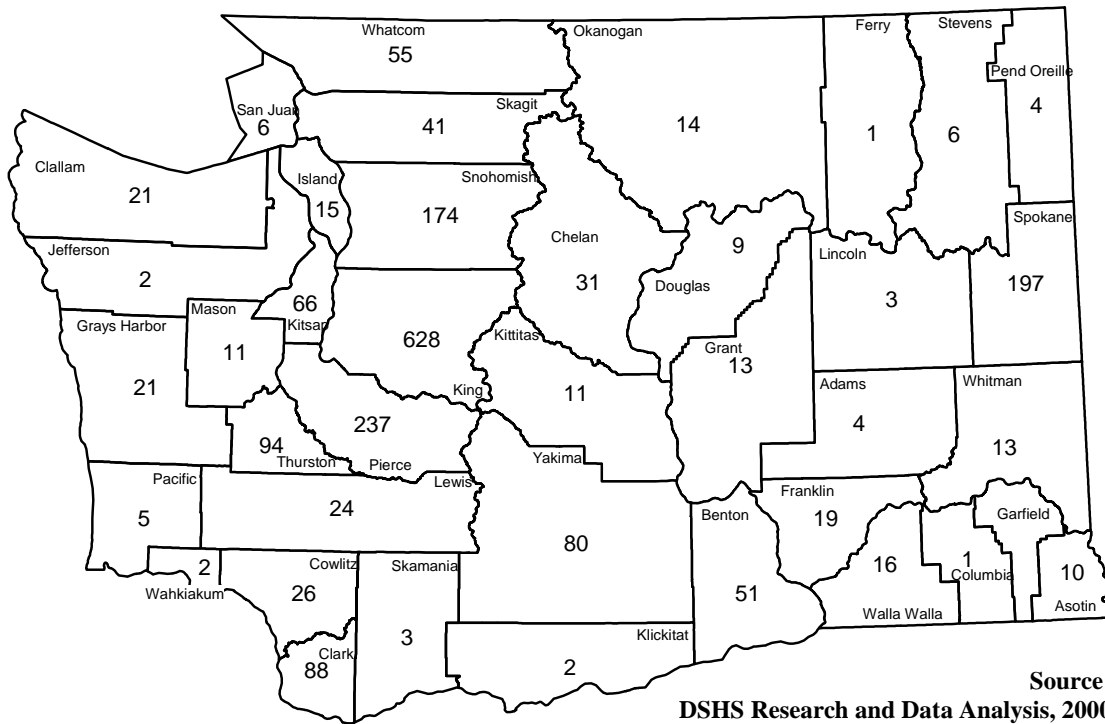 Whatcom
55
Okanogan
14
Ferry
1
Stevens
6
Pend Oreille
4
San Juan
6
Skagit
41
Clallam
21
Island
15
Snohomish
174
Chelan
31
Douglas
9
Lincoln
3
Spokane
197
Jefferson
2
Kitsap
66
Mason
11
Grays Harbor
21
King
628
Kittitas
11
Grant
13
Adams
4
Whitman
13
Thurston
94
Pierce
237
Yakima
80
Pacific
5
Lewis
24
Benton
51
Franklin
19
Walla Walla
16
Columbia
1
Garfield
Asotin
10
Wahkiakum
2
Cowlitz
26
Skamania
3
Clark
88
Klickitat
2
Source
DSHS Research and Data Analysis, 2000